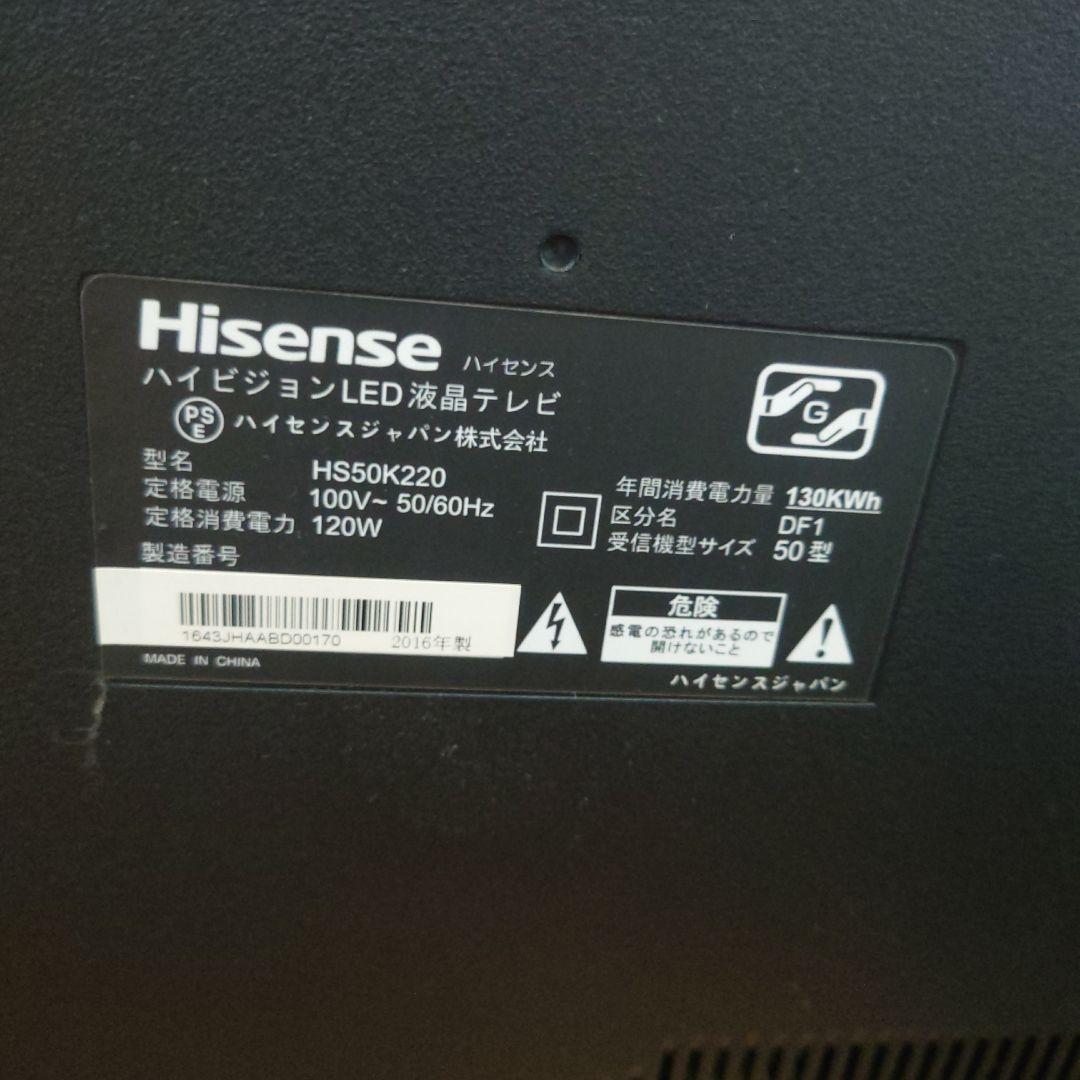 Hisense ハイセンス
ハイビジョンLED液晶テレビ
PSE ハイセンスジャパン株式会社
型名 HS50K220
定格電源 100V~ 50/60Hz
定格消費電力 120W
製造番号
1643JHAABD00170 2016年製
MADE IN CHINA
G
年間消費電力量 130KWh
区分名 DF1
受信機型サイズ 50型
危険
感電の恐れがあるので
開けないこと
ハイセンスジャパン